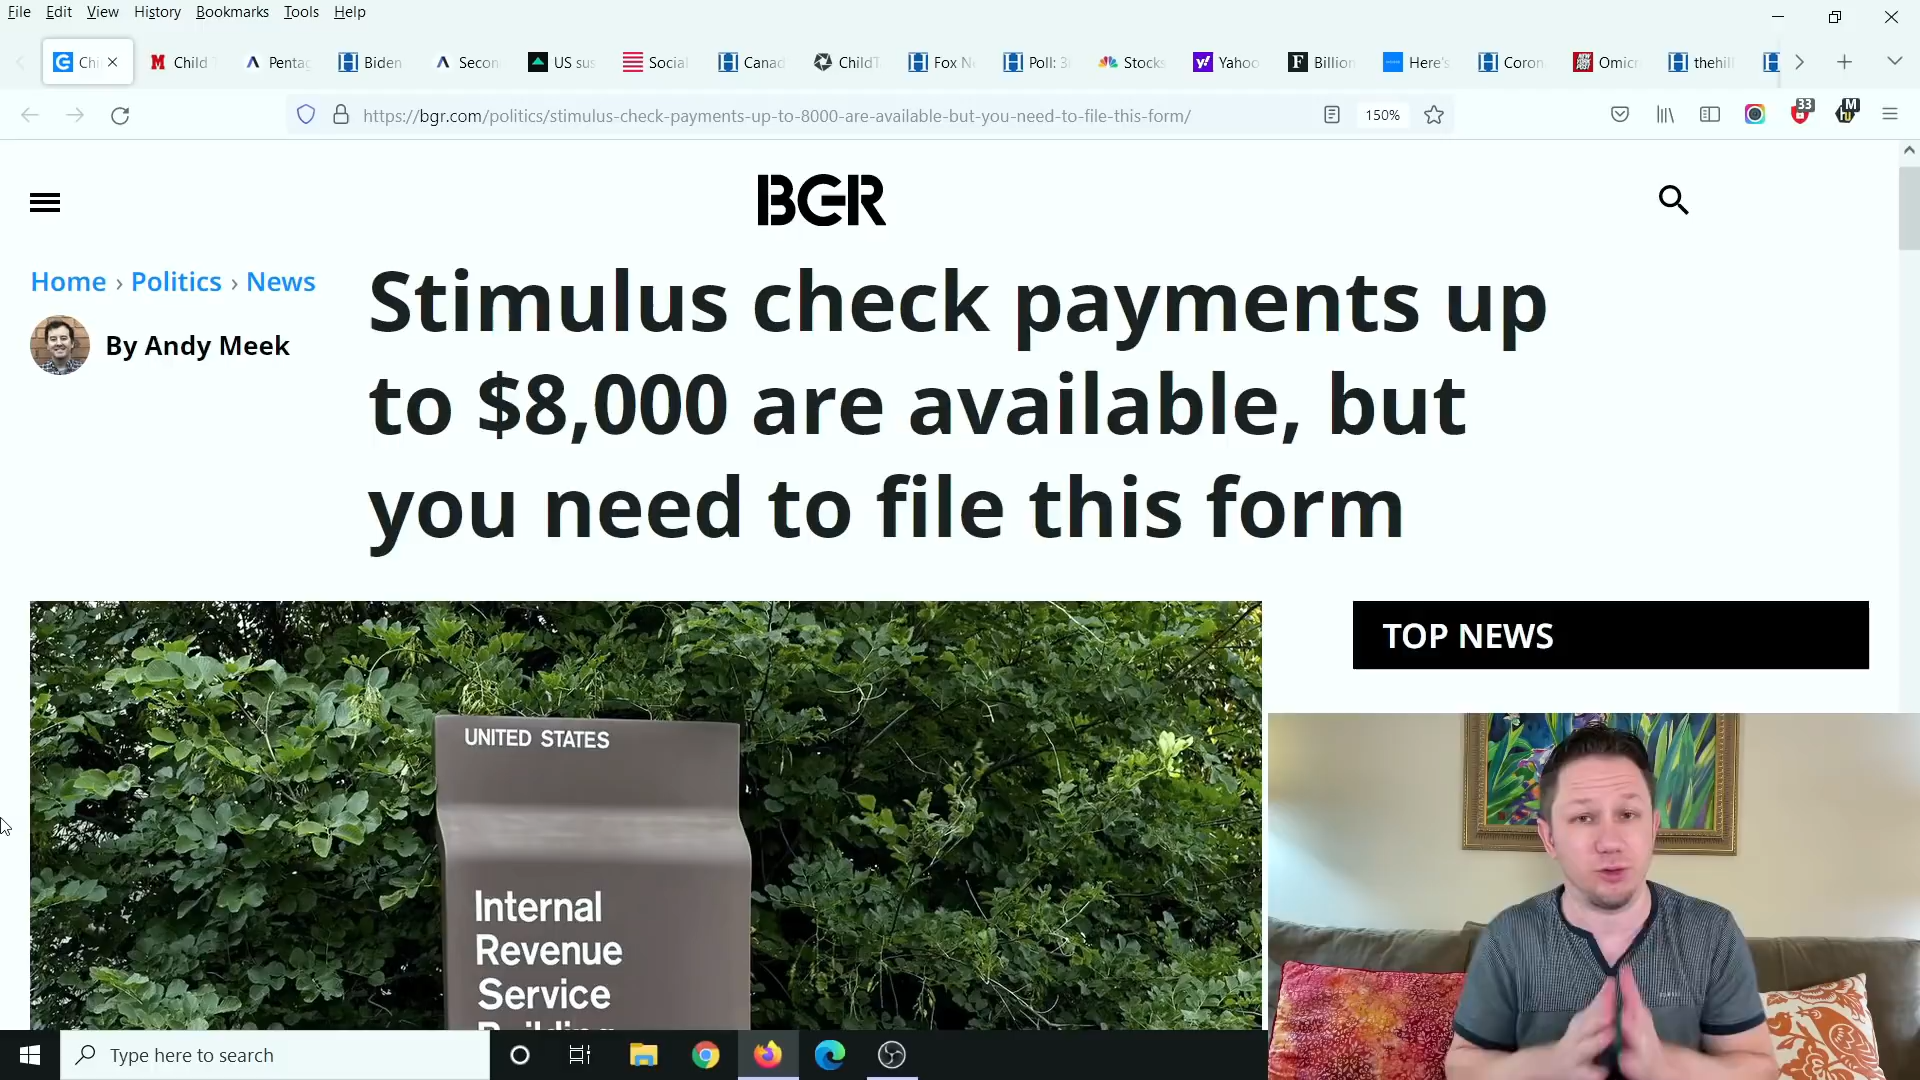 File Edit View History Bookmarks Tools Help
Chi Child Penta Biden Secon US sus Social Canad ChildT Fox N Poll: 3 Stocks Yahoo Billion Here's Coron Omicr thehill
https://bgr.com/politics/stimulus-check-payments-up-to-8000-are-available-but-you-need-to-file-this-form/
150%
33
M
BGR
Home › Politics › News
By Andy Meek
Stimulus check payments up
to $8,000 are available, but
you need to file this form
TOP NEWS
UNITED STATES
Internal
Revenue
Service
Building
Type here to search